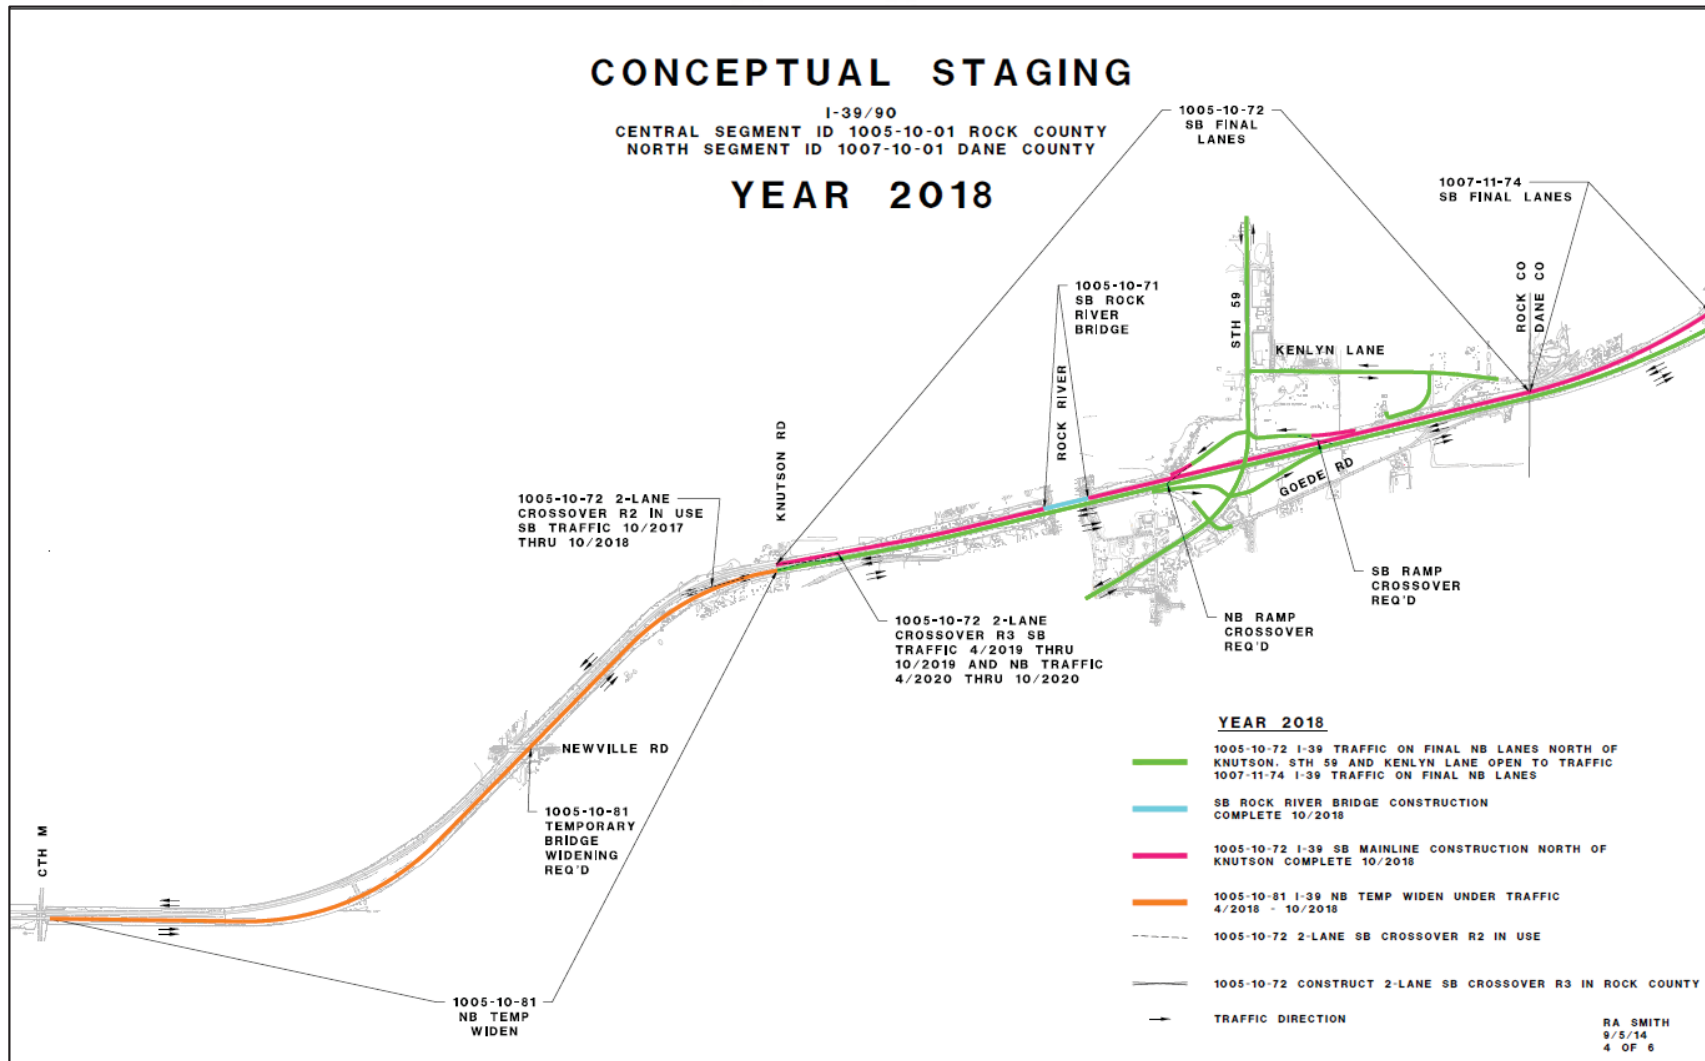 CONCEPTUAL STAGING
I-39/90
CENTRAL SEGMENT ID 1005-10-01 ROCK COUNTY
NORTH SEGMENT ID 1007-10-01 DANE COUNTY
YEAR 2018
1005-10-72
SB FINAL
LANES
1007-11-74
SB FINAL LANES
ROCK CO
DANE CO
1005-10-71
SB ROCK
RIVER
BRIDGE
STH 59
KENLYN LANE
ROCK RIVER
GOEDE RD
KNUTSON RD
1005-10-72 2-LANE
CROSSOVER R2 IN USE
SB TRAFFIC 10/2017
THRU 10/2018
SB RAMP
CROSSOVER
REQ'D
NB RAMP
CROSSOVER
REQ'D
1005-10-72 2-LANE
CROSSOVER R3 SB
TRAFFIC 4/2019 THRU
10/2019 AND NB TRAFFIC
4/2020 THRU 10/2020
NEWVILLE RD
1005-10-81
TEMPORARY
BRIDGE
WIDENING
REQ'D
CTH M
1005-10-81
NB TEMP
WIDEN
YEAR 2018
1005-10-72 I-39 TRAFFIC ON FINAL NB LANES NORTH OF
KNUTSON. STH 59 AND KENLYN LANE OPEN TO TRAFFIC
1007-11-74 I-39 TRAFFIC ON FINAL NB LANES
SB ROCK RIVER BRIDGE CONSTRUCTION
COMPLETE 10/2018
1005-10-72 I-39 SB MAINLINE CONSTRUCTION NORTH OF
KNUTSON COMPLETE 10/2018
1005-10-81 I-39 NB TEMP WIDEN UNDER TRAFFIC
4/2018 - 10/2018
1005-10-72 2-LANE SB CROSSOVER R2 IN USE
1005-10-72 CONSTRUCT 2-LANE SB CROSSOVER R3 IN ROCK COUNTY
TRAFFIC DIRECTION
RA SMITH
9/5/14
4 OF 6